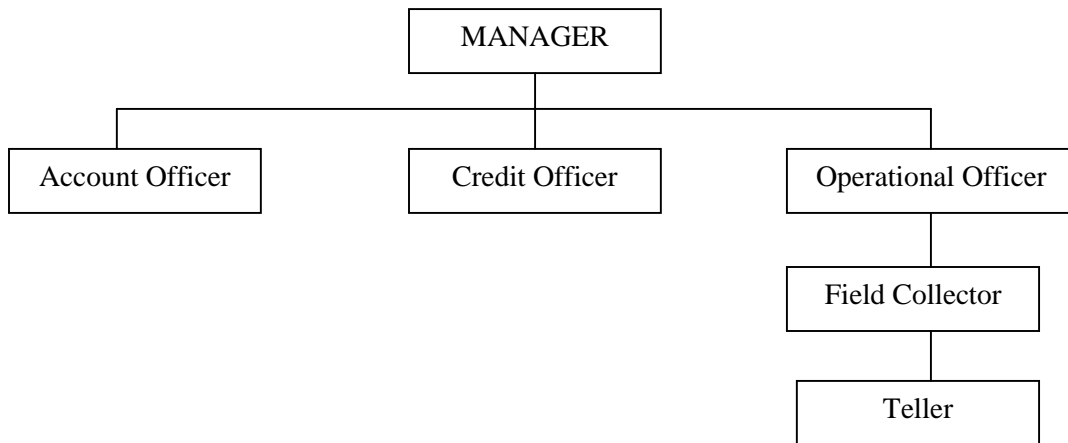 MANAGER
Account Officer
Credit Officer
Operational Officer
Field Collector
Teller